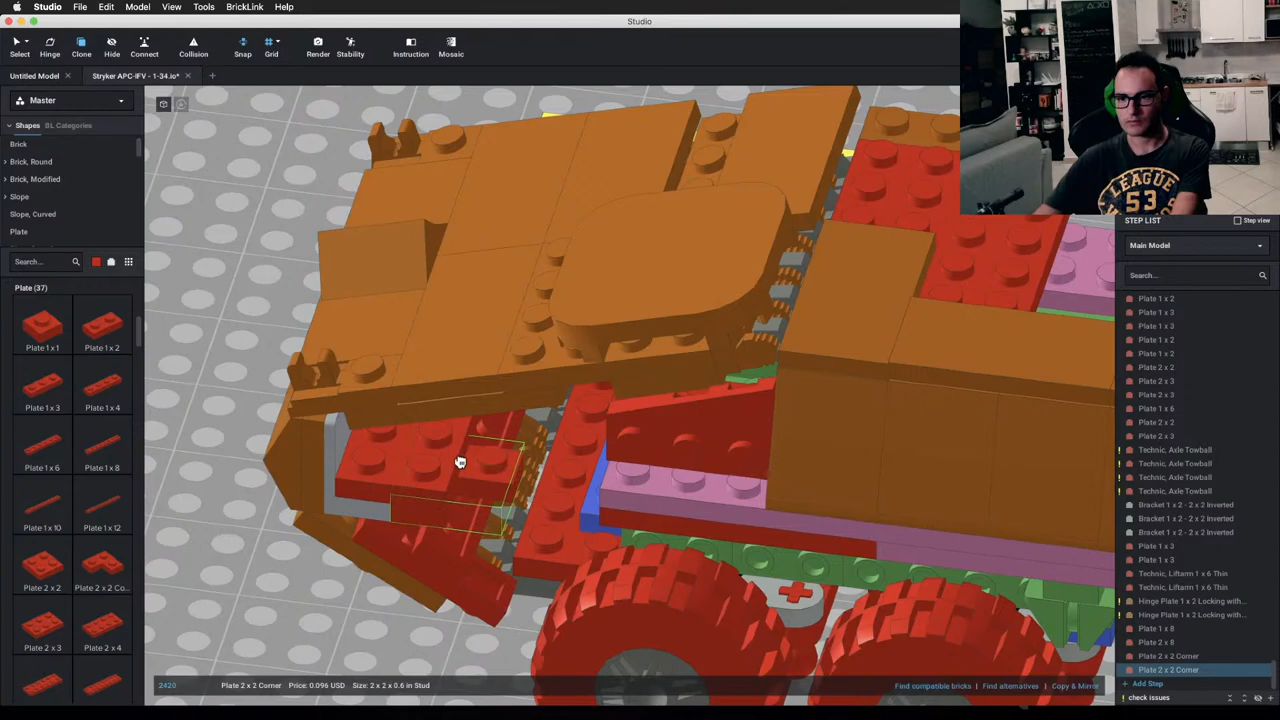 Studio File Edit Model View Tools BrickLink Help
Studio
Select Hinge Clone Hide Connect Collision Snap Grid Render Stability Instruction Mosaic
Untitled Model Stryker APC-IFV - 1-34.io*
Master
Shapes BL Categories
Brick
Brick, Round
Brick, Modified
Slope
Slope, Curved
Plate
Search...
Plate (37)
Plate 1x1 Plate 1 x 2
Plate 1 x 3 Plate 1 x 4
Plate 1 x 6 Plate 1 x 8
Plate 1 x 10 Plate 1 x 12
Plate 2 x 2 Plate 2 x 2 Co...
Plate 2 x 3 Plate 2 x 4
2420 Plate 2 x 2 Corner Price: 0.096 USD Size: 2 x 2 x 0.6 in Stud
Find compatible bricks Find alternatives Copy & Mirror
LEAGUE
53
STEP LIST Step view
Main Model
Search...
Plate 1 x 2
Plate 1 x 3
Plate 1 x 3
Plate 1 x 2
Plate 1 x 2
Plate 2 x 2
Plate 2 x 3
Plate 2 x 3
Plate 1 x 6
Plate 2 x 2
Plate 2 x 3
Technic, Axle Towball
Technic, Axle Towball
Technic, Axle Towball
Technic, Axle Towball
Bracket 1 x 2 - 2 x 2 Inverted
Bracket 1 x 2 - 2 x 2 Inverted
Bracket 1 x 2 - 2 x 2 Inverted
Plate 1 x 3
Plate 1 x 3
Technic, Liftarm 1 x 6 Thin
Technic, Liftarm 1 x 6 Thin
Hinge Plate 1 x 2 Locking with...
Hinge Plate 1 x 2 Locking with...
Plate 1 x 8
Plate 2 x 8
Plate 2 x 2 Corner
Plate 2 x 2 Corner
Add Step
check issues